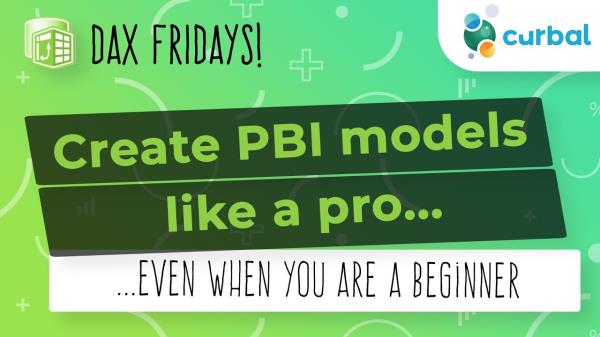 DAX FRIDAYS!
curbal
Create PBI models
like a pro...
...EVEN WHEN YOU ARE A BEGINNER